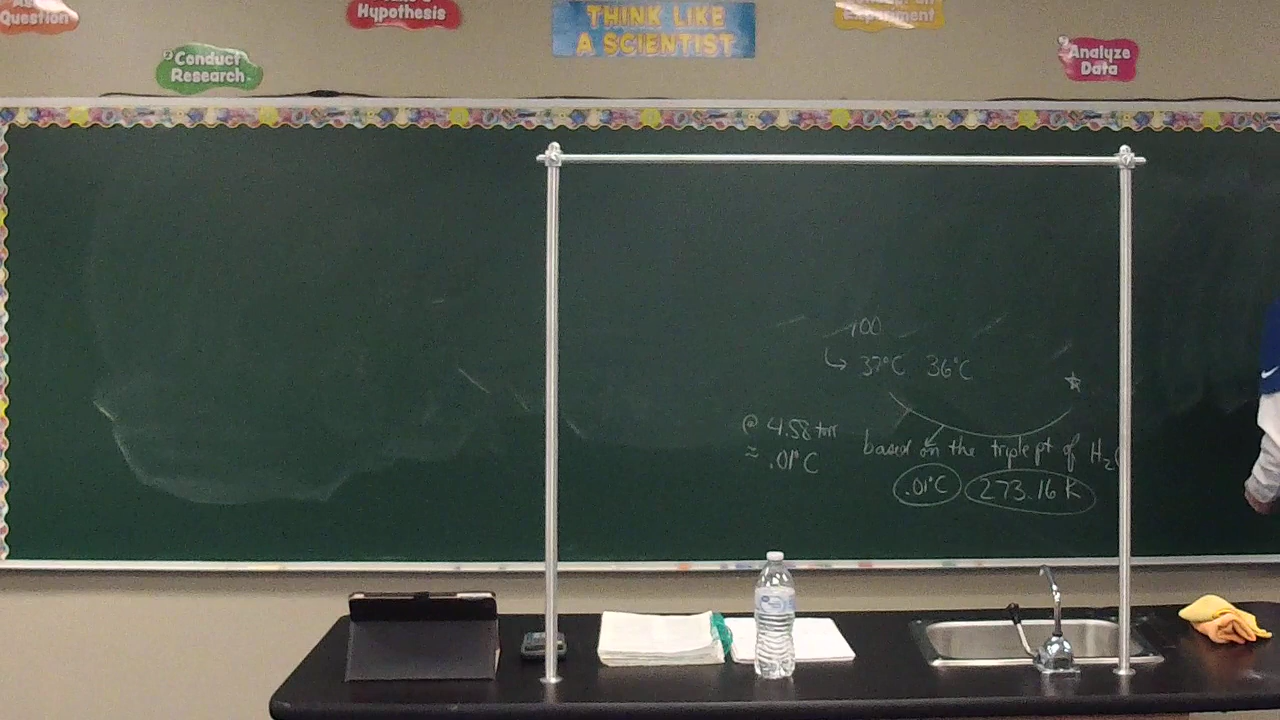 Question
Hypothesis
THINK LIKE
A SCIENTIST
Experiment
Conduct
Research
Analyze
Data
100
↳ 37°C 36°C
@ 4.58 torr
≈ .01°C
based on the triple pt of H₂O
.01°C 273.16 K